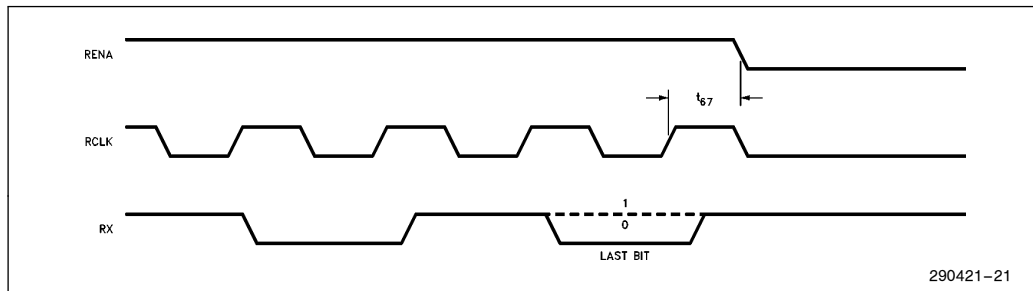 RENA
t67
RCLK
1
0
RX
LAST BIT
290421–21